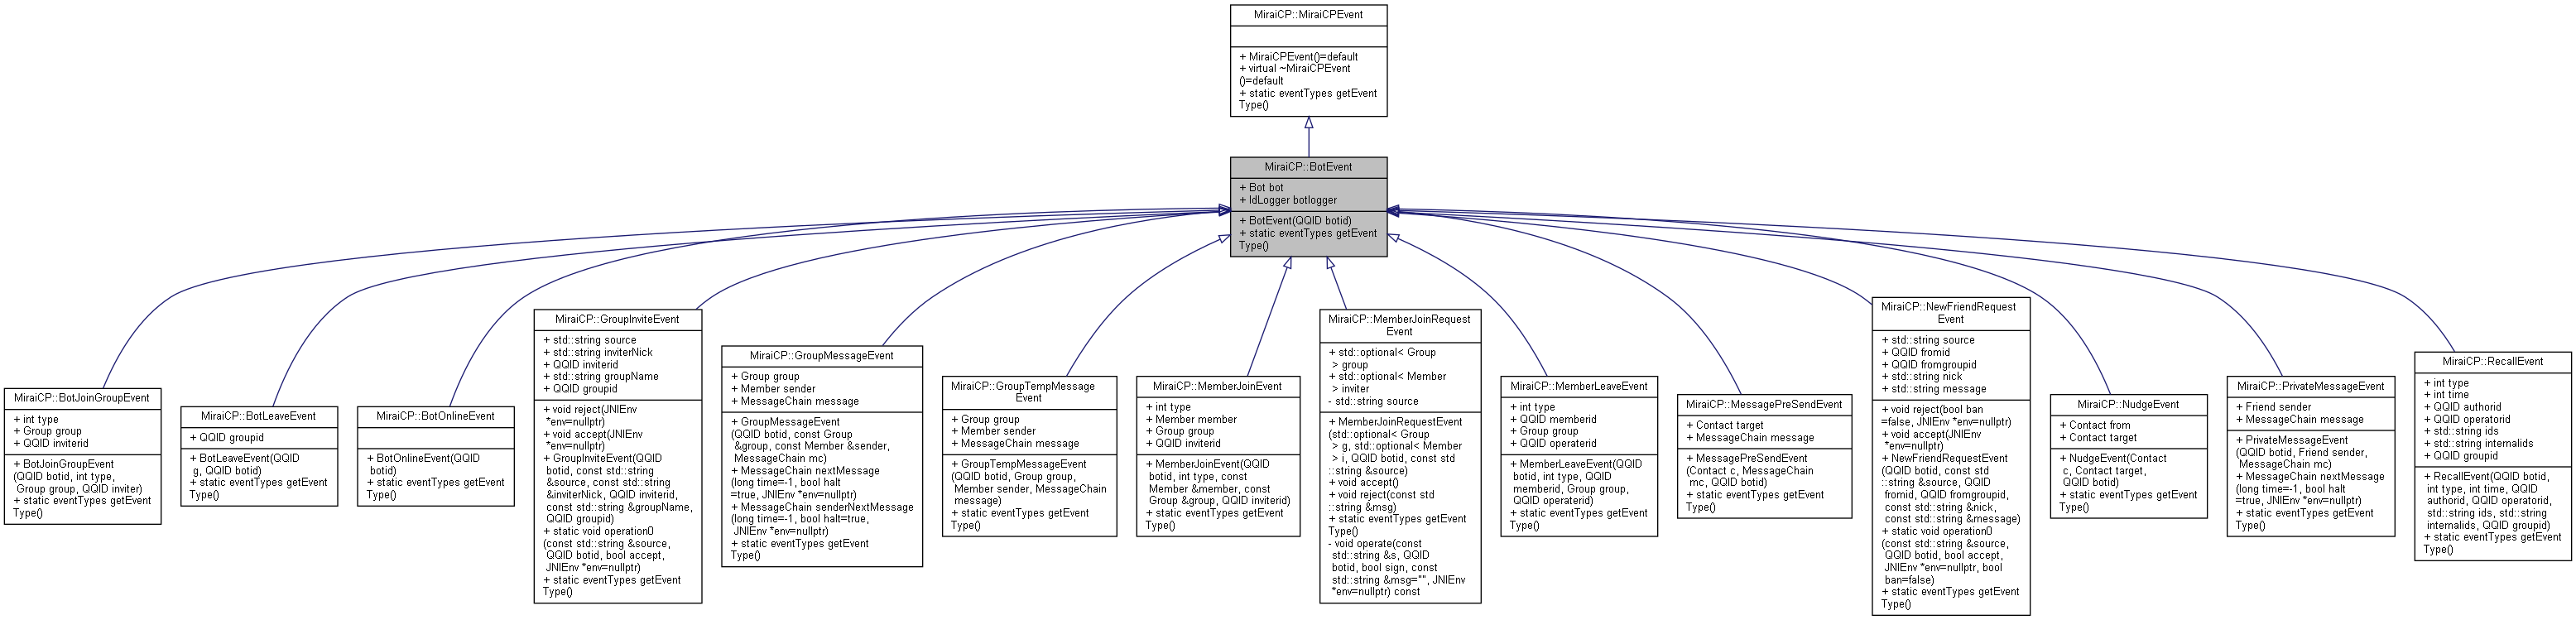 MiraiCP::MiraiCPEvent
+ MiraiCPEvent()=default
+ virtual ~MiraiCPEvent
()=default
+ static eventTypes getEvent
Type()
MiraiCP::BotEvent
+ Bot bot
+ IdLogger botlogger
+ BotEvent(QQID botid)
+ static eventTypes getEvent
Type()
MiraiCP::BotJoinGroupEvent
+ int type
+ Group group
+ QQID inviterid
+ BotJoinGroupEvent
(QQID botid, int type,
Group group, QQID inviter)
+ static eventTypes getEvent
Type()
MiraiCP::BotLeaveEvent
+ QQID groupid
+ BotLeaveEvent(QQID
g, QQID botid)
+ static eventTypes getEvent
Type()
MiraiCP::BotOnlineEvent
+ BotOnlineEvent(QQID
botid)
+ static eventTypes getEvent
Type()
MiraiCP::GroupInviteEvent
+ std::string source
+ std::string inviterNick
+ QQID inviterid
+ std::string groupName
+ QQID groupid
+ void reject(JNIEnv
*env=nullptr)
+ void accept(JNIEnv
*env=nullptr)
+ GroupInviteEvent(QQID
botid, const std::string
&source, const std::string
&inviterNick, QQID inviterid,
const std::string &groupName,
QQID groupid)
+ static void operation0
(const std::string &source,
QQID botid, bool accept,
JNIEnv *env=nullptr)
+ static eventTypes getEvent
Type()
MiraiCP::GroupMessageEvent
+ Group group
+ Member sender
+ MessageChain message
+ GroupMessageEvent
(QQID botid, const Group
&group, const Member &sender,
MessageChain mc)
+ MessageChain nextMessage
(long time=-1, bool halt
=true, JNIEnv *env=nullptr)
+ MessageChain senderNextMessage
(long time=-1, bool halt=true,
JNIEnv *env=nullptr)
+ static eventTypes getEvent
Type()
MiraiCP::GroupTempMessage
Event
+ Group group
+ Member sender
+ MessageChain message
+ GroupTempMessageEvent
(QQID botid, Group group,
Member sender, MessageChain
message)
+ static eventTypes getEvent
Type()
MiraiCP::MemberJoinEvent
+ int type
+ Member member
+ Group group
+ QQID inviterid
+ MemberJoinEvent(QQID
botid, int type, const
Member &member, const
Group &group, QQID inviterid)
+ static eventTypes getEvent
Type()
MiraiCP::MemberJoinRequest
Event
+ std::optional< Group
> group
+ std::optional< Member
> inviter
- std::string source
+ MemberJoinRequestEvent
(std::optional< Group
> g, std::optional< Member
> i, QQID botid, const std
::string &source)
+ void accept()
+ void reject(const std
::string &msg)
+ static eventTypes getEvent
Type()
- void operate(const
std::string &s, QQID
botid, bool sign, const
std::string &msg="", JNIEnv
*env=nullptr) const
MiraiCP::MemberLeaveEvent
+ int type
+ QQID memberid
+ Group group
+ QQID operaterid
+ MemberLeaveEvent(QQID
botid, int type, QQID
memberid, Group group,
QQID operaterid)
+ static eventTypes getEvent
Type()
MiraiCP::MessagePreSendEvent
+ Contact target
+ MessageChain message
+ MessagePreSendEvent
(Contact c, MessageChain
mc, QQID botid)
+ static eventTypes getEvent
Type()
MiraiCP::NewFriendRequest
Event
+ std::string source
+ QQID fromid
+ QQID fromgroupid
+ std::string nick
+ std::string message
+ void reject(bool ban
=false, JNIEnv *env=nullptr)
+ void accept(JNIEnv
*env=nullptr)
+ NewFriendRequestEvent
(QQID botid, const std
::string &source, QQID
fromid, QQID fromgroupid,
const std::string &nick,
const std::string &message)
+ static void operation0
(const std::string &source,
QQID botid, bool accept,
JNIEnv *env=nullptr, bool
ban=false)
+ static eventTypes getEvent
Type()
MiraiCP::NudgeEvent
+ Contact from
+ Contact target
+ NudgeEvent(Contact
c, Contact target,
QQID botid)
+ static eventTypes getEvent
Type()
MiraiCP::PrivateMessageEvent
+ Friend sender
+ MessageChain message
+ PrivateMessageEvent
(QQID botid, Friend sender,
MessageChain mc)
+ MessageChain nextMessage
(long time=-1, bool halt
=true, JNIEnv *env=nullptr)
+ static eventTypes getEvent
Type()
MiraiCP::RecallEvent
+ int type
+ int time
+ QQID authorid
+ QQID operatorid
+ std::string ids
+ std::string internalids
+ QQID groupid
+ RecallEvent(QQID botid,
int type, int time, QQID
authorid, QQID operatorid,
std::string ids, std::string
internalids, QQID groupid)
+ static eventTypes getEvent
Type()